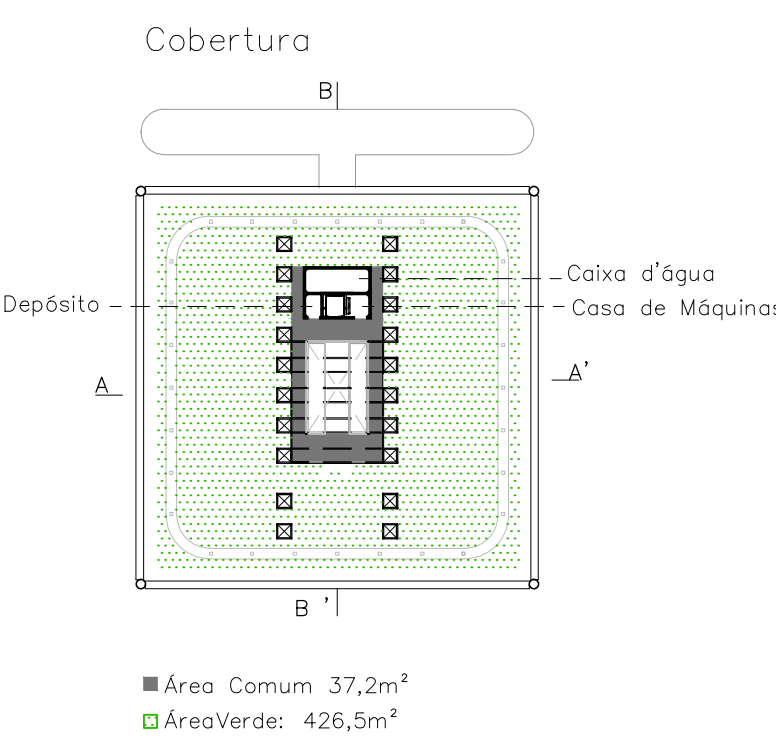 Cobertura
B
Caixa d'água
Depósito
Casa de Máquinas
A
A'
B '
Área Comum 37,2m²
ÁreaVerde: 426,5m²